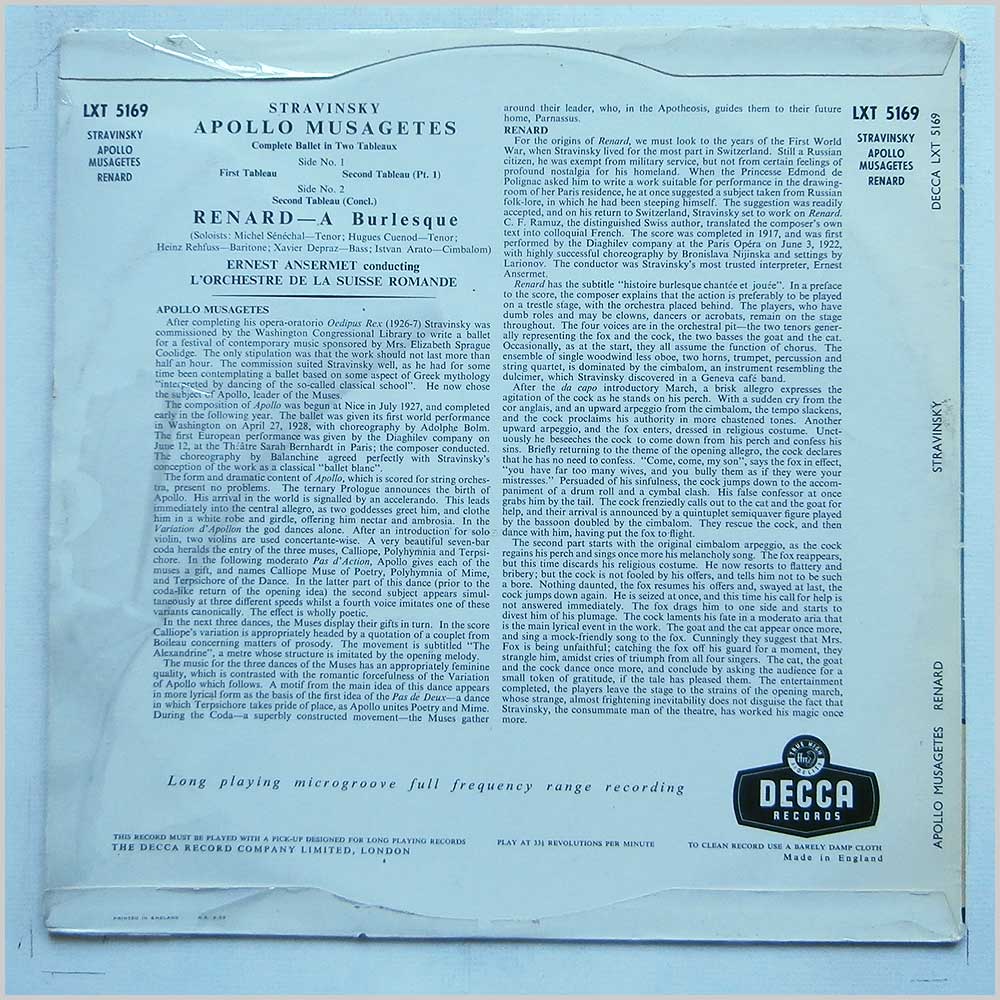 LXT 5169
STRAVINSKY
APOLLO
MUSAGETES
RENARD
STRAVINSKY
APOLLO MUSAGETES
Complete Ballet in Two Tableaux
Side No. 1
First Tableau Second Tableau (Pt. 1)
Side No. 2
Second Tableau (Concl.)
RENARD—A Burlesque
(Soloists: Michel Sénéchal—Tenor; Hugues Cuenod—Tenor;
Heinz Rehfuss—Baritone; Xavier Depraz—Bass; Istvan Arato—Cimbalom)
ERNEST ANSERMET conducting
L'ORCHESTRE DE LA SUISSE ROMANDE
APOLLO MUSAGETES
After completing his opera-oratorio Oedipus Rex (1926-7) Stravinsky was
commissioned by the Washington Congressional Library to write a ballet
for a festival of contemporary music sponsored by Mrs. Elizabeth Sprague
Coolidge. The only stipulation was that the work should not last more than
half an hour. The commission suited Stravinsky well, as he had for some
time been contemplating a ballet based on some aspect of Greek mythology
"interpreted by dancing of the so-called classical school". He now chose
the subject of Apollo, leader of the Muses.
The composition of Apollo was begun at Nice in July 1927, and completed
early in the following year. The ballet was given its first world performance
in Washington on April 27, 1928, with choreography by Adolphe Bolm.
The first European performance was given by the Diaghilev company on
June 12, at the Théâtre Sarah Bernhardt in Paris; the composer conducted.
The choreography by Balanchine agreed perfectly with Stravinsky's
conception of the work as a classical "ballet blanc".
The form and dramatic content of Apollo, which is scored for string orches-
tra, present no problems. The ternary Prologue announces the birth of
Apollo. His arrival in the world is signalled by an accelerando. This leads
immediately into the central allegro, as two goddesses greet him, and clothe
him in a white robe and girdle, offering him nectar and ambrosia. In the
Variation d'Apollon the god dances alone. After an introduction for solo
violin, two violins are used concertante-wise. A very beautiful seven-bar
coda heralds the entry of the three muses, Calliope, Polyhymnia and Terpsi-
chore. In the following moderato Pas d'Action, Apollo gives each of the
muses a gift, and names Calliope Muse of Poetry, Polyhymnia of Mime,
and Terpsichore of the Dance. In the latter part of this dance (prior to the
coda-like return of the opening idea) the second subject appears simul-
taneously at three different speeds whilst a fourth voice imitates one of these
variants canonically. The effect is wholly poetic.
In the next three dances, the Muses display their gifts in turn. In the score
Calliope's variation is appropriately headed by a quotation of a couplet from
Boileau concerning matters of prosody. The movement is subtitled "The
Alexandrine", a metre whose structure is imitated by the opening melody.
The music for the three dances of the Muses has an appropriately feminine
quality, which is contrasted with the romantic forcefulness of the Variation
of Apollo which follows. A motif from the main idea of this dance appears
in more lyrical form as the basis of the first idea of the Pas de Deux—a dance
in which Terpsichore takes pride of place, as Apollo unites Poetry and Mime.
During the Coda—a superbly constructed movement—the Muses gather
around their leader, who, in the Apotheosis, guides them to their future
home, Parnassus.
RENARD
For the origins of Renard, we must look to the years of the First World
War, when Stravinsky lived for the most part in Switzerland. Still a Russian
citizen, he was exempt from military service, but not from certain feelings of
profound nostalgia for his homeland. When the Princesse Edmond de
Polignac asked him to write a work suitable for performance in the drawing-
room of her Paris residence, he at once suggested a subject taken from Russian
folk-lore, in which he had been steeping himself. The suggestion was readily
accepted, and on his return to Switzerland, Stravinsky set to work on Renard.
C. F. Ramuz, the distinguished Swiss author, translated the composer's own
text into colloquial French. The score was completed in 1917, and was first
performed by the Diaghilev company at the Paris Opéra on June 3, 1922,
with highly successful choreography by Bronislava Nijinska and settings by
Larionov. The conductor was Stravinsky's most trusted interpreter, Ernest
Ansermet.
Renard has the subtitle "histoire burlesque chantée et jouée". In a preface
to the score, the composer explains that the action is preferably to be played
on a trestle stage, with the orchestra placed behind. The players, who have
dumb roles and may be clowns, dancers or acrobats, remain on the stage
throughout. The four voices are in the orchestral pit—the two tenors gener-
ally representing the fox and the cock, the two basses the goat and the cat.
Occasionally, as at the start, they all assume the function of chorus. The
ensemble of single woodwind less oboe, two horns, trumpet, percussion and
string quartet, is dominated by the cimbalom, an instrument resembling the
dulcimer, which Stravinsky discovered in a Geneva café band.
After the da capo introductory March, a brisk allegro expresses the
agitation of the cock as he stands on his perch. With a sudden cry from the
cor anglais, and an upward arpeggio from the cimbalom, the tempo slackens,
and the cock proclaims his authority in more chastened tones. Another
upward arpeggio, and the fox enters, dressed in religious costume. Unct-
uously he beseeches the cock to come down from his perch and confess his
sins. Briefly returning to the theme of the opening, the cock declares
that he has no need to confess. "Come, come, my son", says the fox in effect,
"you have far too many wives, and you bully them as if they were your
mistresses." Persuaded of his sinfulness, the cock jumps down to the accom-
paniment of a drum roll and a cymbal clash. His false confessor at once
grabs him by the tail. The cock frenziedly calls out to the cat and the goat for
help, and their arrival is announced by a quintuplet semiquaver figure played
by the bassoon doubled by the cimbalom. They rescue the cock, and then
dance with him, having put the fox to flight.
The second part starts with the original cimbalom arpeggio, as the cock
regains his perch and sings once more his melancholy song. The fox reappears,
but this time discards his religious costume. He now resorts to flattery and
bribery; but the cock is not fooled by his offers, and tells him not to be such
a bore. Nothing daunted, the fox resumes his offers and, swayed at last, the
cock jumps down again. He is seized at once, and this time his call for help is
not answered immediately. The fox drags him to one side and starts to
divest him of his plumage. The cock laments his fate in a moderato aria that
is the main lyrical event in the work. The goat and the cat appear once more,
and sing a mock-friendly song to the fox. Cunningly they suggest that Mrs.
Fox is being unfaithful; catching the fox off his guard for a moment, they
strangle him, amidst cries of triumph from all four singers. The cat, the goat
and the cock dance once more, and conclude by asking the audience for a
small token of gratitude, if the tale has pleased them. The entertainment
completed, the players leave the stage to the strains of the opening march,
whose strange, almost frightening inevitability does not disguise the fact that
Stravinsky, the consummate man of the theatre, has worked his magic once
more.
LXT 5169
STRAVINSKY
APOLLO
MUSAGETES
RENARD
DECCA LXT 5169
STRAVINSKY
APOLLO MUSAGETES RENARD
Long playing microgroove full frequency range recording
TRUE HIGH
ffrr
FIDELITY
DECCA
RECORDS
THIS RECORD MUST BE PLAYED WITH A PICK-UP DESIGNED FOR LONG PLAYING RECORDS
THE DECCA RECORD COMPANY LIMITED, LONDON
PLAY AT 33⅓ REVOLUTIONS PER MINUTE
TO CLEAN RECORD USE A BARELY DAMP CLOTH
Made in England
PRINTED IN ENGLAND